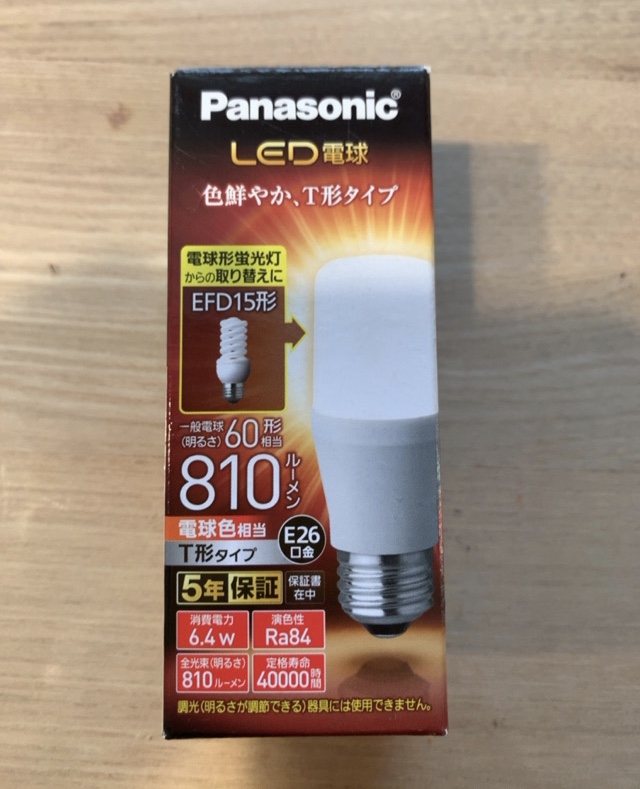 Panasonic®
LED電球
色鮮やか、T形タイプ
電球形蛍光灯
からの取り替えに
EFD15形
一般電球
(明るさ)
60形
相当
810ルーメン
電球色相当
T形タイプ
E26
口金
5年保証
保証書
在中
消費電力
6.4W
演色性
Ra84
全光束(明るさ)
810ルーメン
定格寿命
40000時間
調光(明るさが調節できる)器具には使用できません。